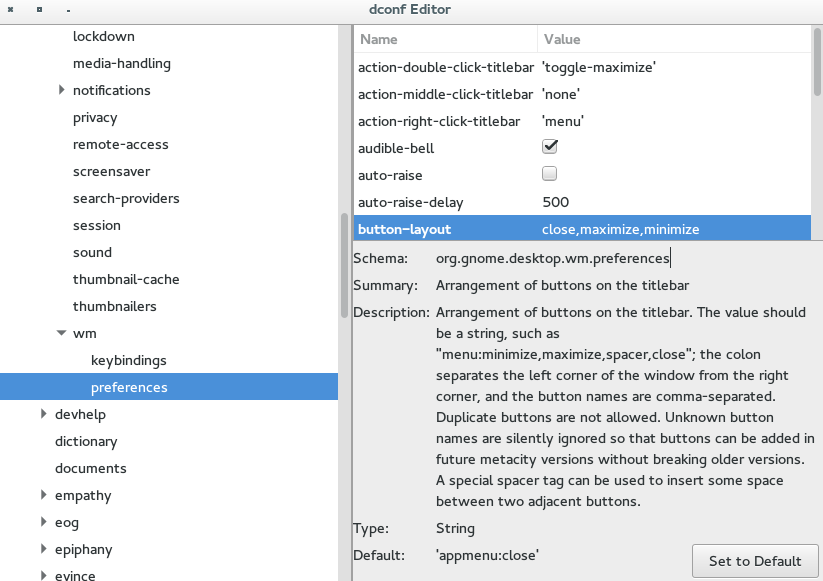 dconf Editor
lockdown
media-handling
notifications
privacy
remote-access
screensaver
search-providers
session
sound
thumbnail-cache
thumbnailers
wm
keybindings
preferences
devhelp
dictionary
documents
empathy
eog
epiphany
evince
Name Value
action-double-click-titlebar 'toggle-maximize'
action-middle-click-titlebar 'none'
action-right-click-titlebar 'menu'
audible-bell
auto-raise
auto-raise-delay 500
button-layout close,maximize,minimize
Schema: org.gnome.desktop.wm.preferences
Summary: Arrangement of buttons on the titlebar
Description: Arrangement of buttons on the titlebar. The value should
be a string, such as
"menu:minimize,maximize,spacer,close"; the colon
separates the left corner of the window from the right
corner, and the button names are comma-separated.
Duplicate buttons are not allowed. Unknown button
names are silently ignored so that buttons can be added in
future metacity versions without breaking older versions.
A special spacer tag can be used to insert some space
between two adjacent buttons.
Type: String
Default: 'appmenu:close'
Set to Default